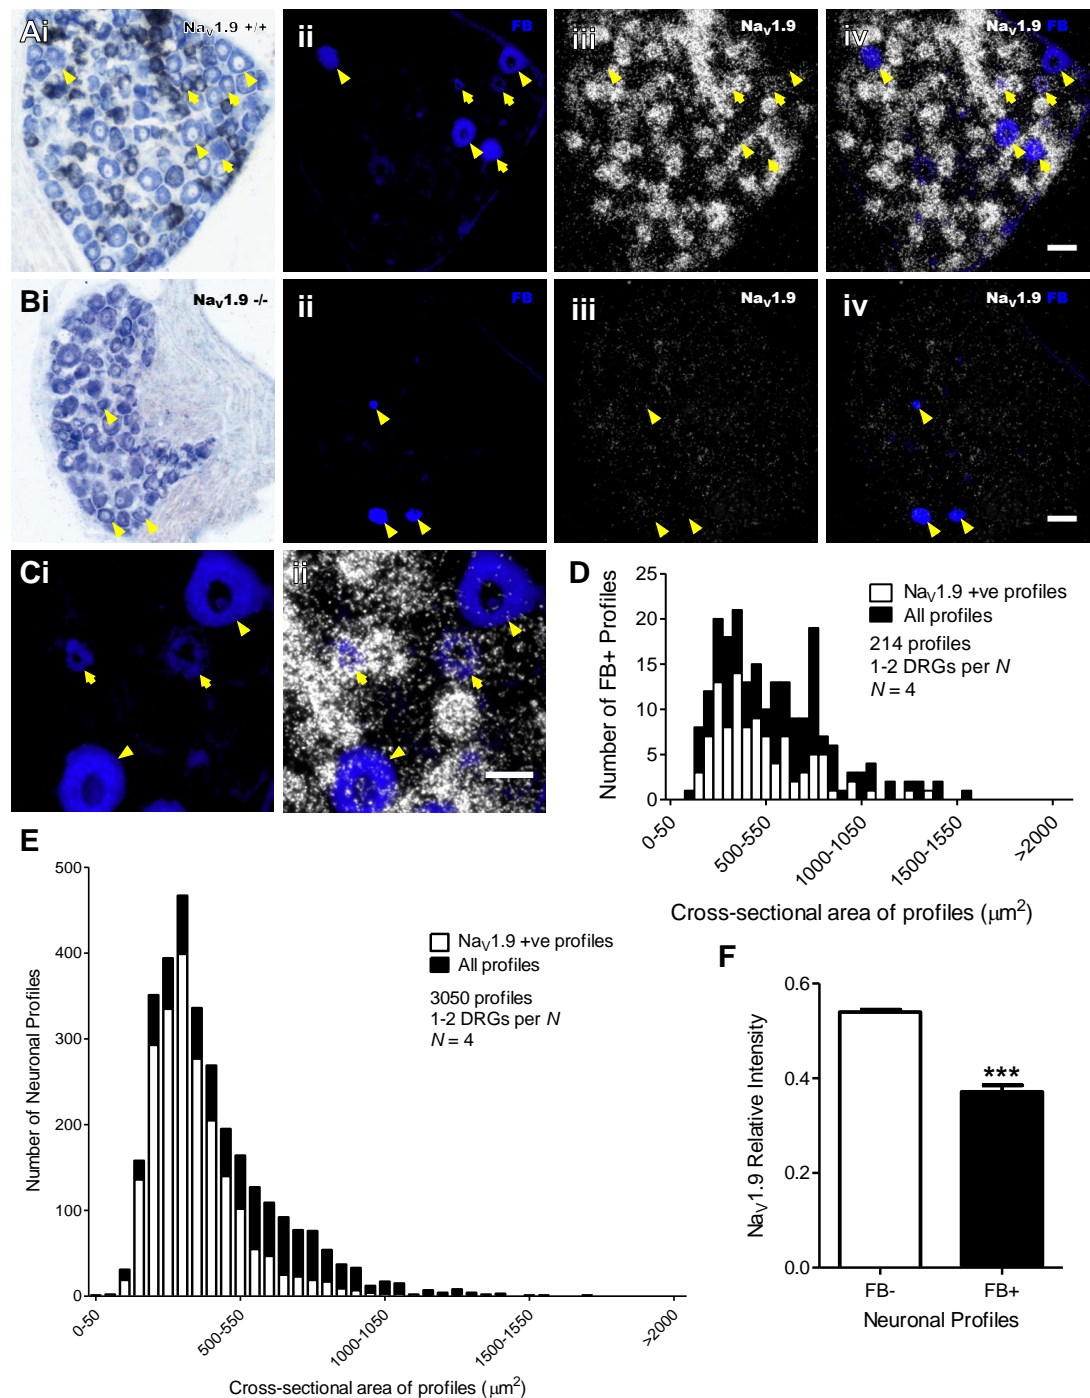 Ai
Naᵥ1.9 +/+
ii
FB
iii
Naᵥ1.9
iv
Naᵥ1.9 FB
Bi
Naᵥ1.9 -/-
ii
FB
iii
Naᵥ1.9
iv
Naᵥ1.9 FB
Ci
ii
D
Number of FB+ Profiles
25
20
15
10
5
0
Naᵥ1.9 +ve profiles
All profiles
214 profiles
1-2 DRGs per N
N = 4
0-50
500-550
1000-1050
1500-1550
>2000
Cross-sectional area of profiles (μm²)
E
Number of Neuronal Profiles
500
400
300
200
100
0
Naᵥ1.9 +ve profiles
All profiles
3050 profiles
1-2 DRGs per N
N = 4
0-50
500-550
1000-1050
1500-1550
>2000
Cross-sectional area of profiles (μm²)
F
Naᵥ1.9 Relative Intensity
0.6
0.4
0.2
0.0
***
FB-
FB+
Neuronal Profiles